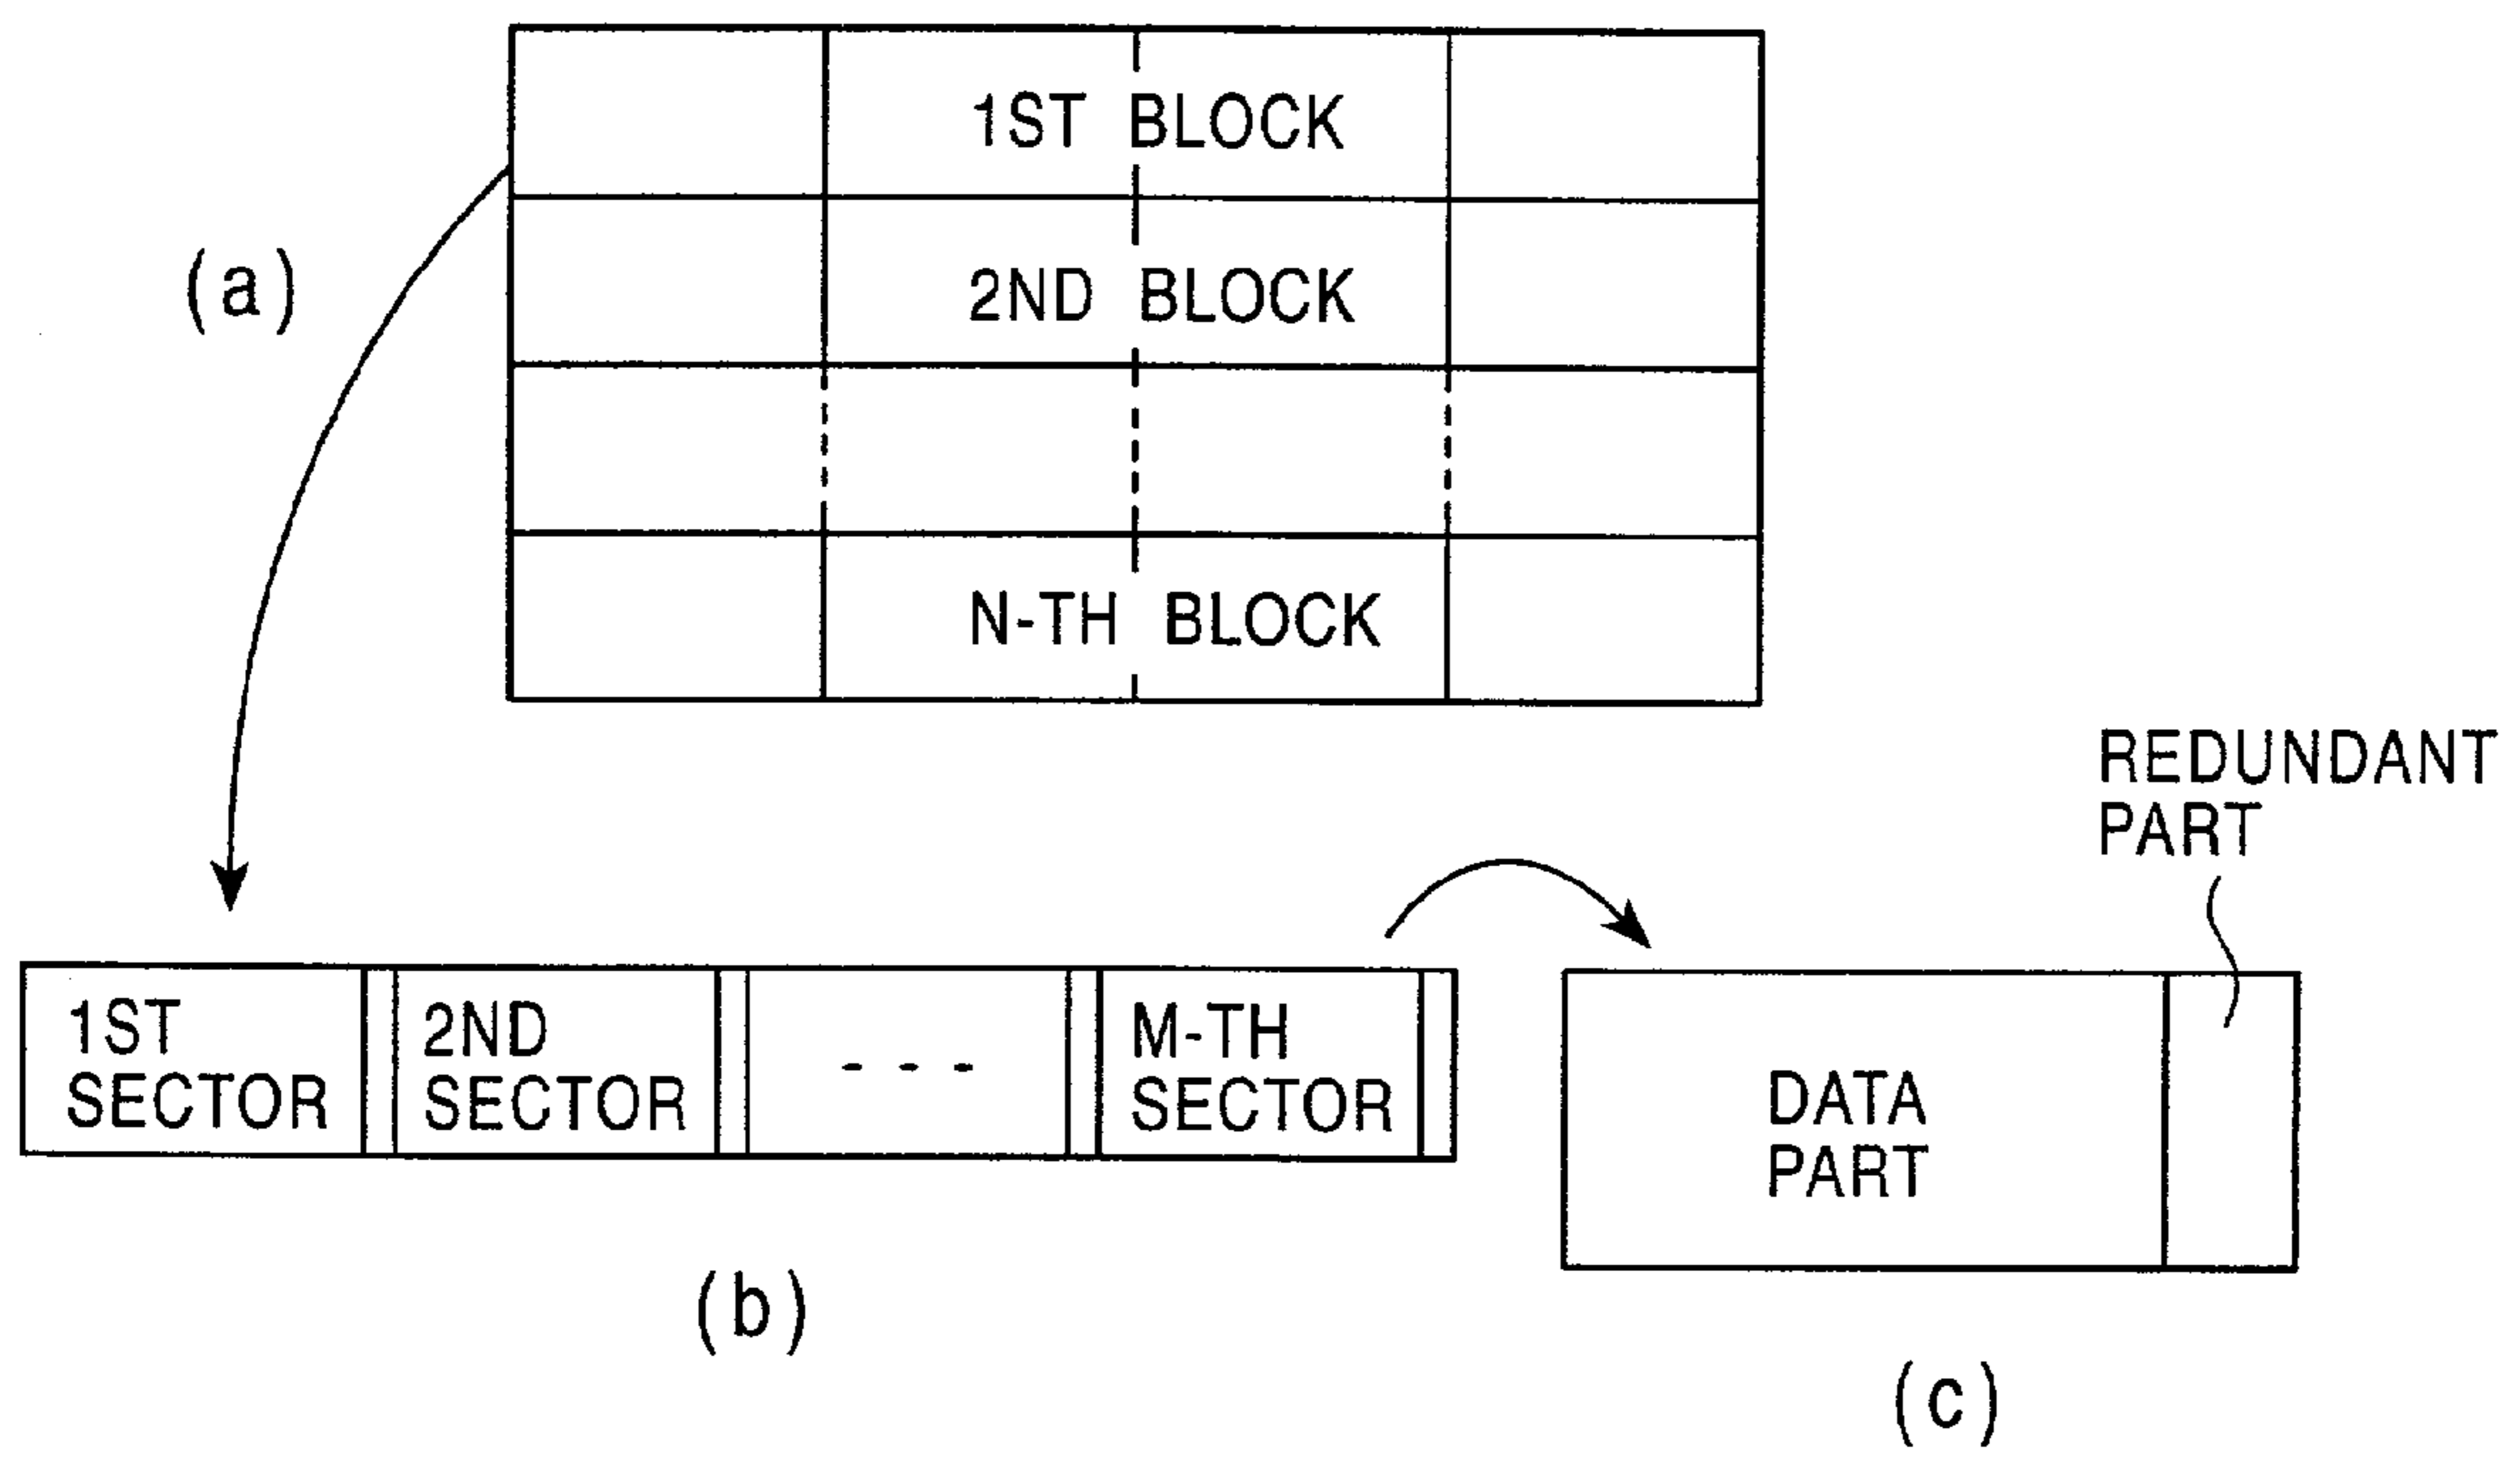 1ST BLOCK
(a)
2ND BLOCK
N-TH BLOCK
REDUNDANT
PART
1ST
SECTOR
2ND
SECTOR
- - -
M-TH
SECTOR
DATA
PART
(b)
(c)